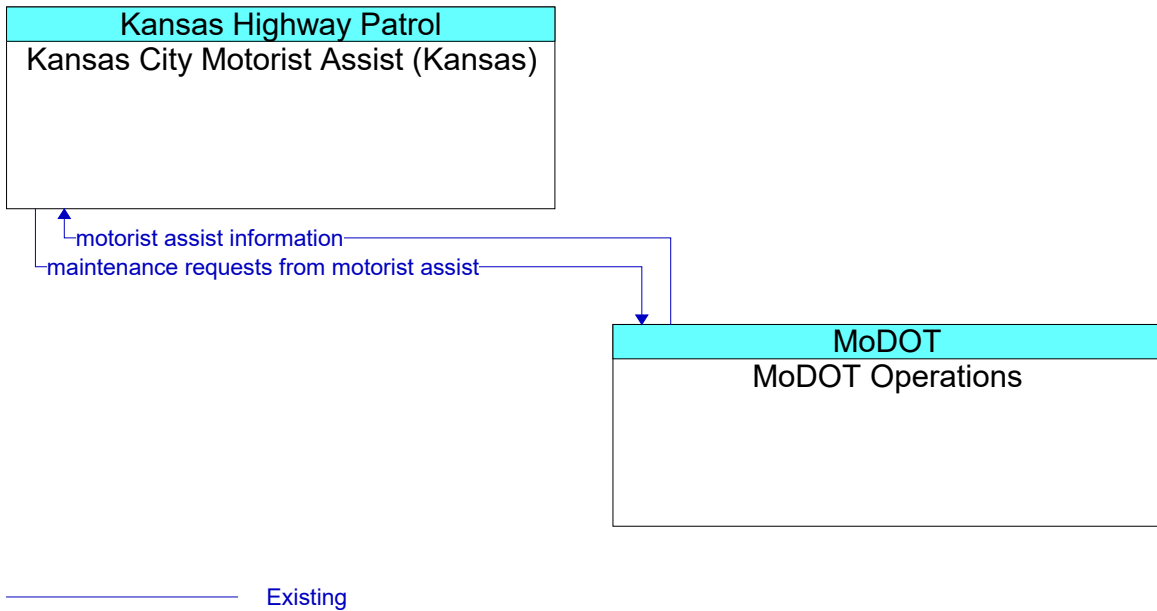 Kansas Highway Patrol
Kansas City Motorist Assist (Kansas)
motorist assist information
maintenance requests from motorist assist
MoDOT
MoDOT Operations
Existing